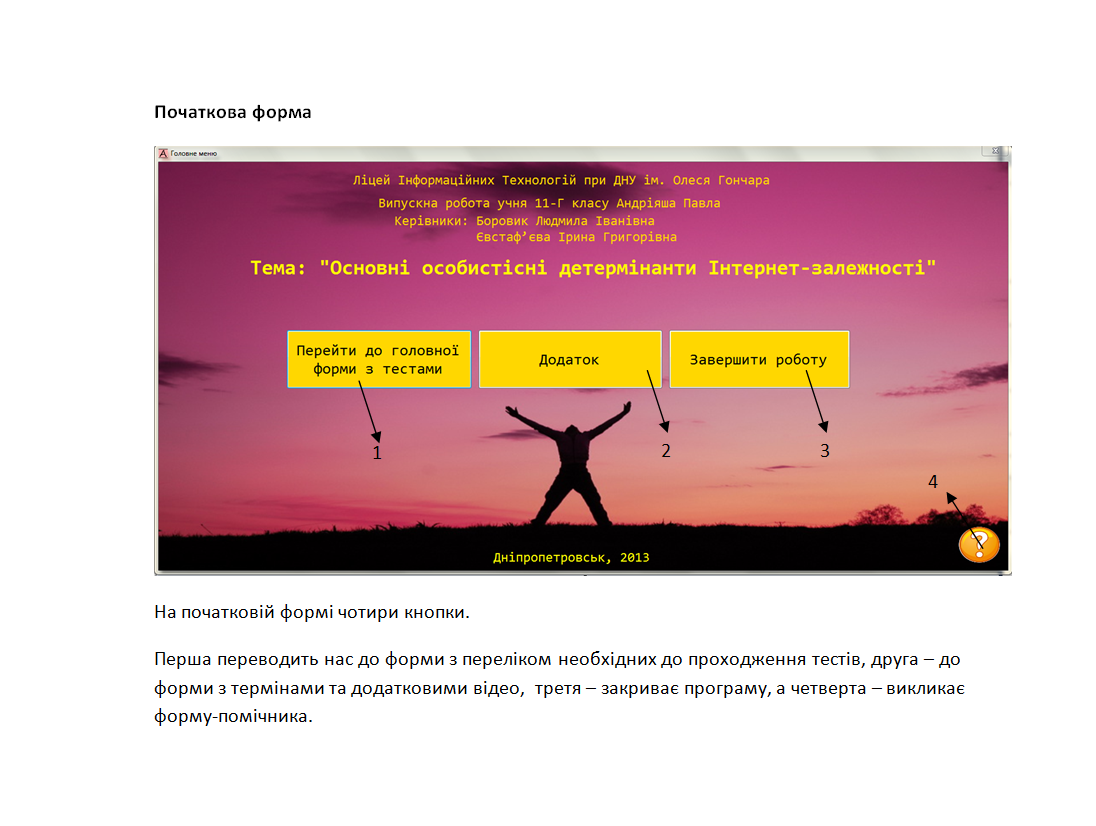 Початкова форма
Головне меню
Ліцей Інформаційних Технологій при ДНУ ім. Олеся Гончара
Випускна робота учня 11-Г класу Андріяша Павла
Керівники: Боровик Людмила Іванівна
Євстаф’єва Ірина Григорівна
Тема: "Основні особистісні детермінанти Інтернет-залежності"
Перейти до головної
форми з тестами
Додаток
Завершити роботу
1
2
3
4
?
Дніпропетровськ, 2013
На початковій формі чотири кнопки.
Перша переводить нас до форми з переліком необхідних до проходження тестів, друга – до
форми з термінами та додатковими відео, третя – закриває програму, а четверта – викликає
форму-помічника.